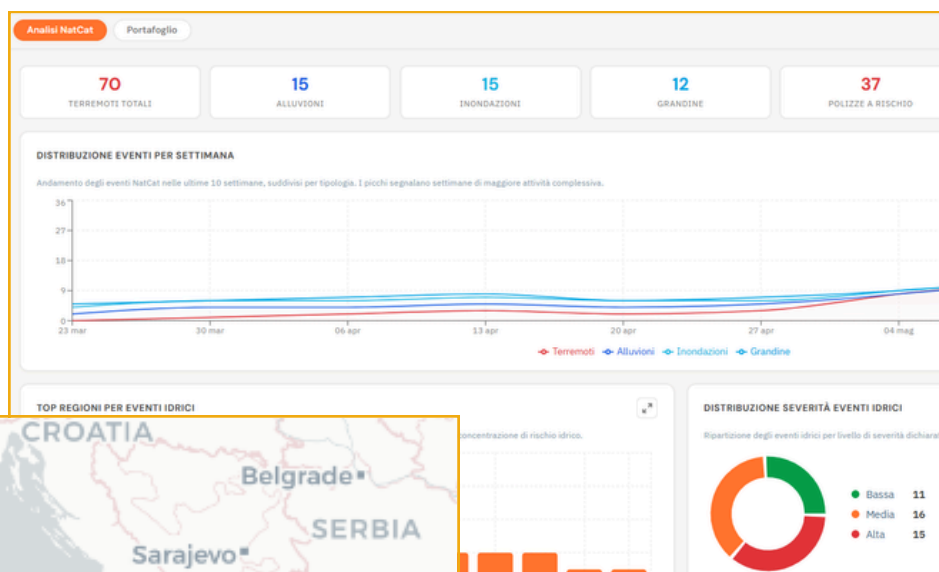 Analisi NatCat
Portafoglio
70
TERREMOTI TOTALI
15
ALLUVIONI
15
INONDAZIONI
12
GRANDINE
37
POLIZZE A RISCHIO
DISTRIBUZIONE EVENTI PER SETTIMANA
Andamento degli eventi NatCat nelle ultime 10 settimane, suddivisi per tipologia. I picchi segnalano settimane di maggiore attività complessiva.
36
27
18
9
0
23 mar
30 mar
06 apr
13 apr
20 apr
27 apr
04 mag
Terremoti
Alluvioni
Inondazioni
Grandine
TOP REGIONI PER EVENTI IDRICI
concentrazione di rischio idrico.
CROATIA
Belgrade
SERBIA
Sarajevo
DISTRIBUZIONE SEVERITÀ EVENTI IDRICI
Ripartizione degli eventi idrici per livello di severità dichiarat
Bassa 11
Media 16
Alta 15